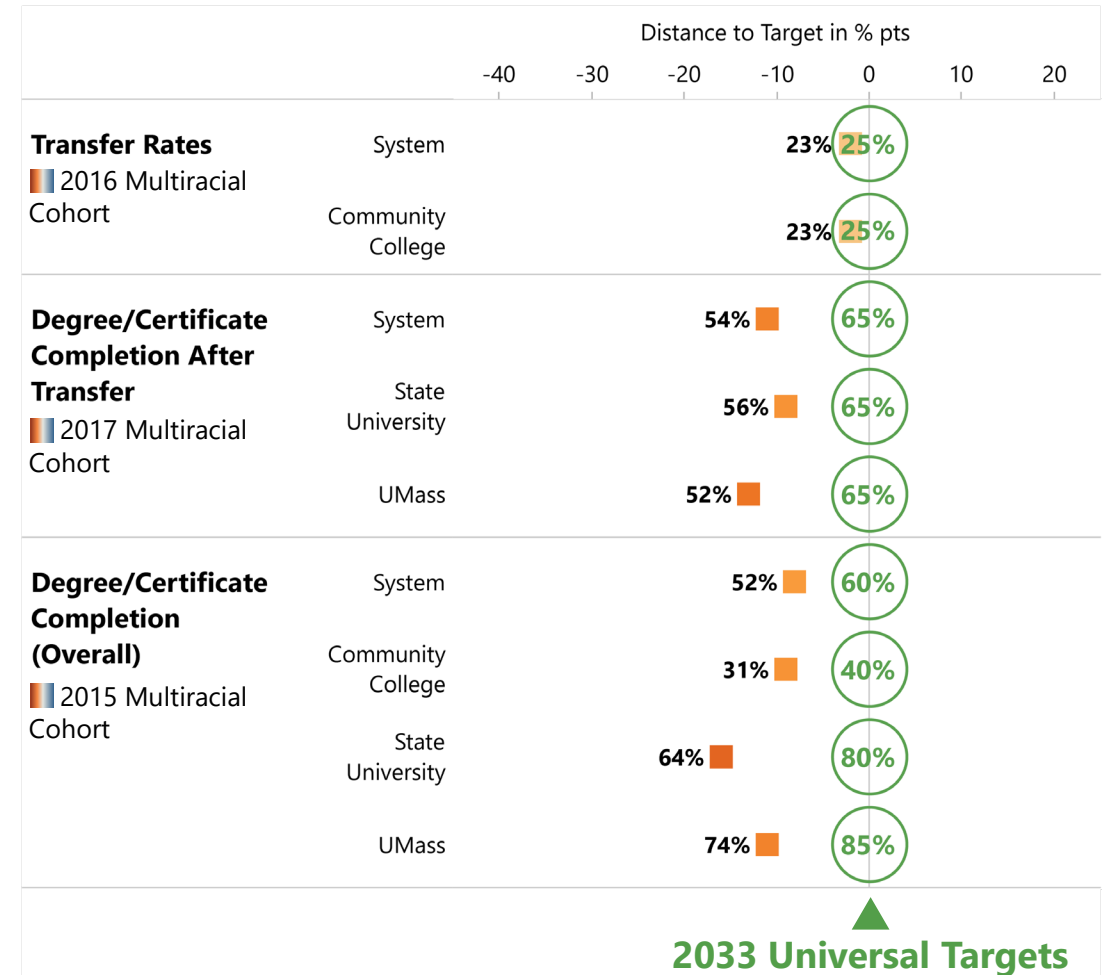 Distance to Target in % pts
-40 -30 -20 -10 0 10 20
Transfer Rates
2016 Multiracial
Cohort
System
23% 25%
Community
College
23% 25%
Degree/Certificate
Completion After
Transfer
2017 Multiracial
Cohort
System
54% 65%
State
University
56% 65%
UMass
52% 65%
Degree/Certificate
Completion
(Overall)
2015 Multiracial
Cohort
System
52% 60%
Community
College
31% 40%
State
University
64% 80%
UMass
74% 85%
2033 Universal Targets